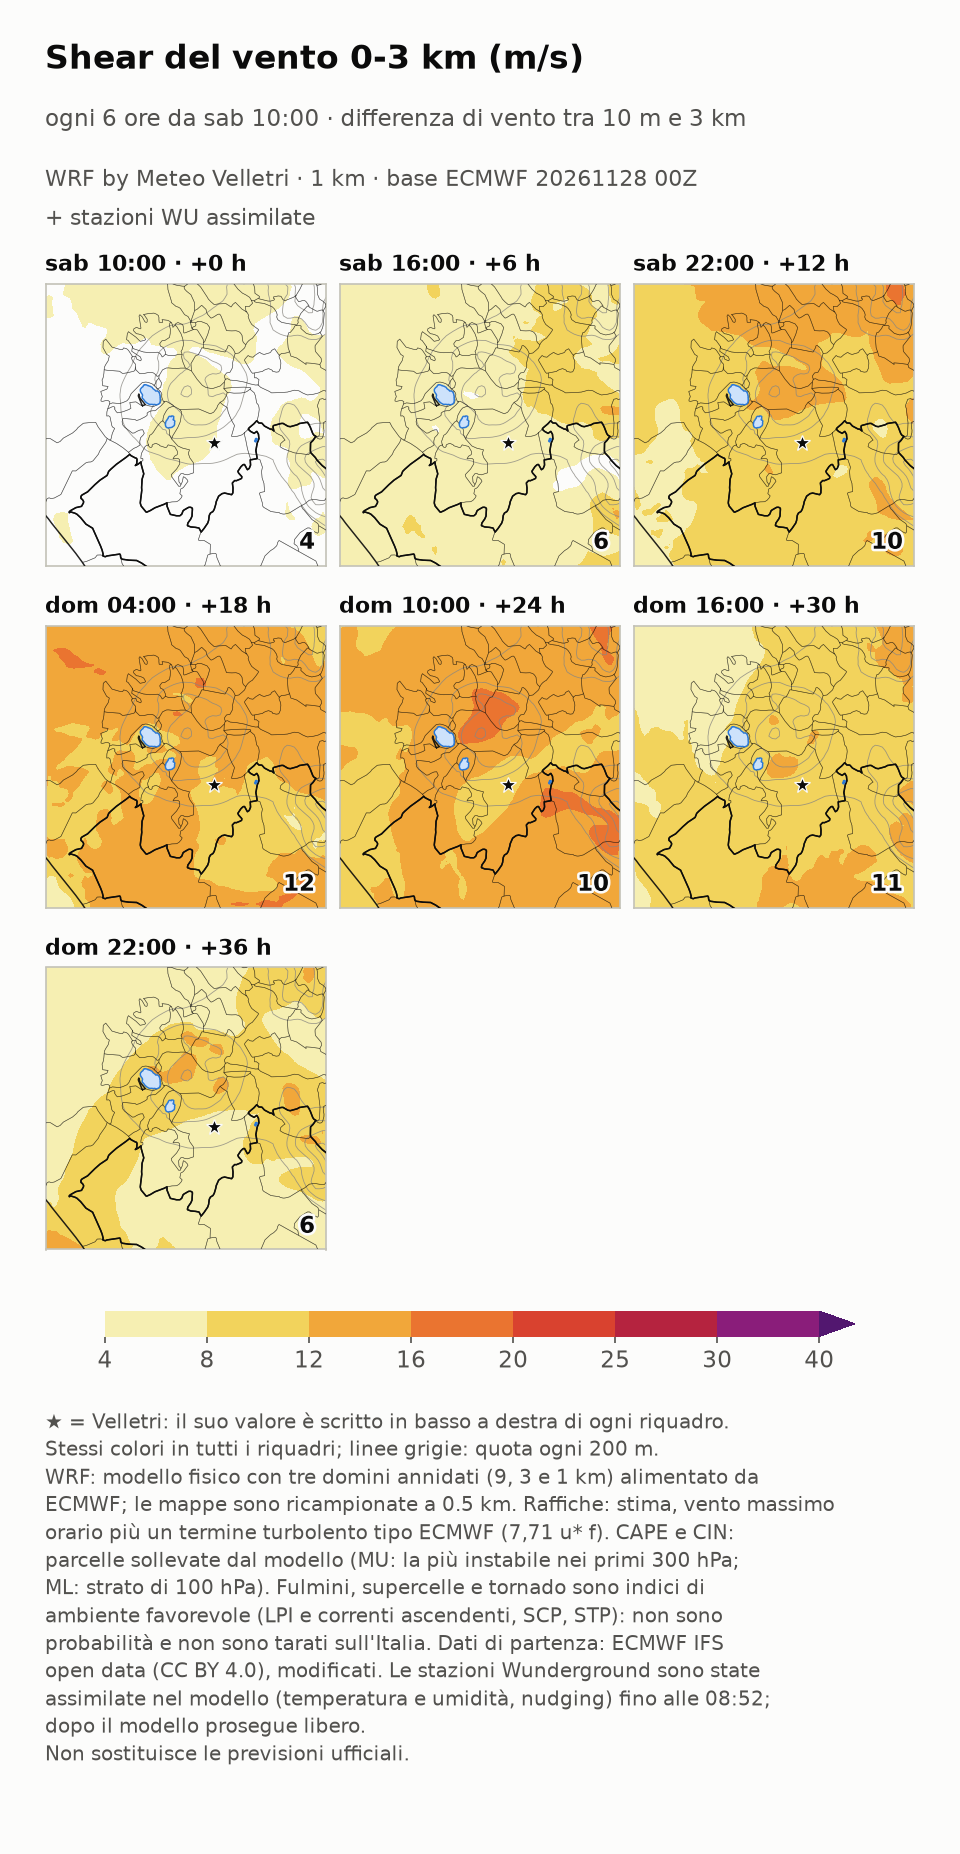 Shear del vento 0-3 km (m/s)
ogni 6 ore da sab 10:00 · differenza di vento tra 10 m e 3 km
WRF by Meteo Velletri · 1 km · base ECMWF 20261128 00Z
+ stazioni WU assimilate
sab 10:00 · +0 h
sab 16:00 · +6 h
sab 22:00 · +12 h
4
6
10
dom 04:00 · +18 h
dom 10:00 · +24 h
dom 16:00 · +30 h
12
10
11
dom 22:00 · +36 h
6
4 8 12 16 20 25 30 40
★ = Velletri: il suo valore è scritto in basso a destra di ogni riquadro.
Stessi colori in tutti i riquadri; linee grigie: quota ogni 200 m.
WRF: modello fisico con tre domini annidati (9, 3 e 1 km) alimentato da
ECMWF; le mappe sono ricampionate a 0.5 km. Raffiche: stima, vento massimo
orario più un termine turbolento tipo ECMWF (7,71 u* f). CAPE e CIN:
parcelle sollevate dal modello (MU: la più instabile nei primi 300 hPa;
ML: strato di 100 hPa). Fulmini, supercelle e tornado sono indici di
ambiente favorevole (LPI e correnti ascendenti, SCP, STP): non sono
probabilità e non sono tarati sull'Italia. Dati di partenza: ECMWF IFS
open data (CC BY 4.0), modificati. Le stazioni Wunderground sono state
assimilate nel modello (temperatura e umidità, nudging) fino alle 08:52;
dopo il modello prosegue libero.
Non sostituisce le previsioni ufficiali.